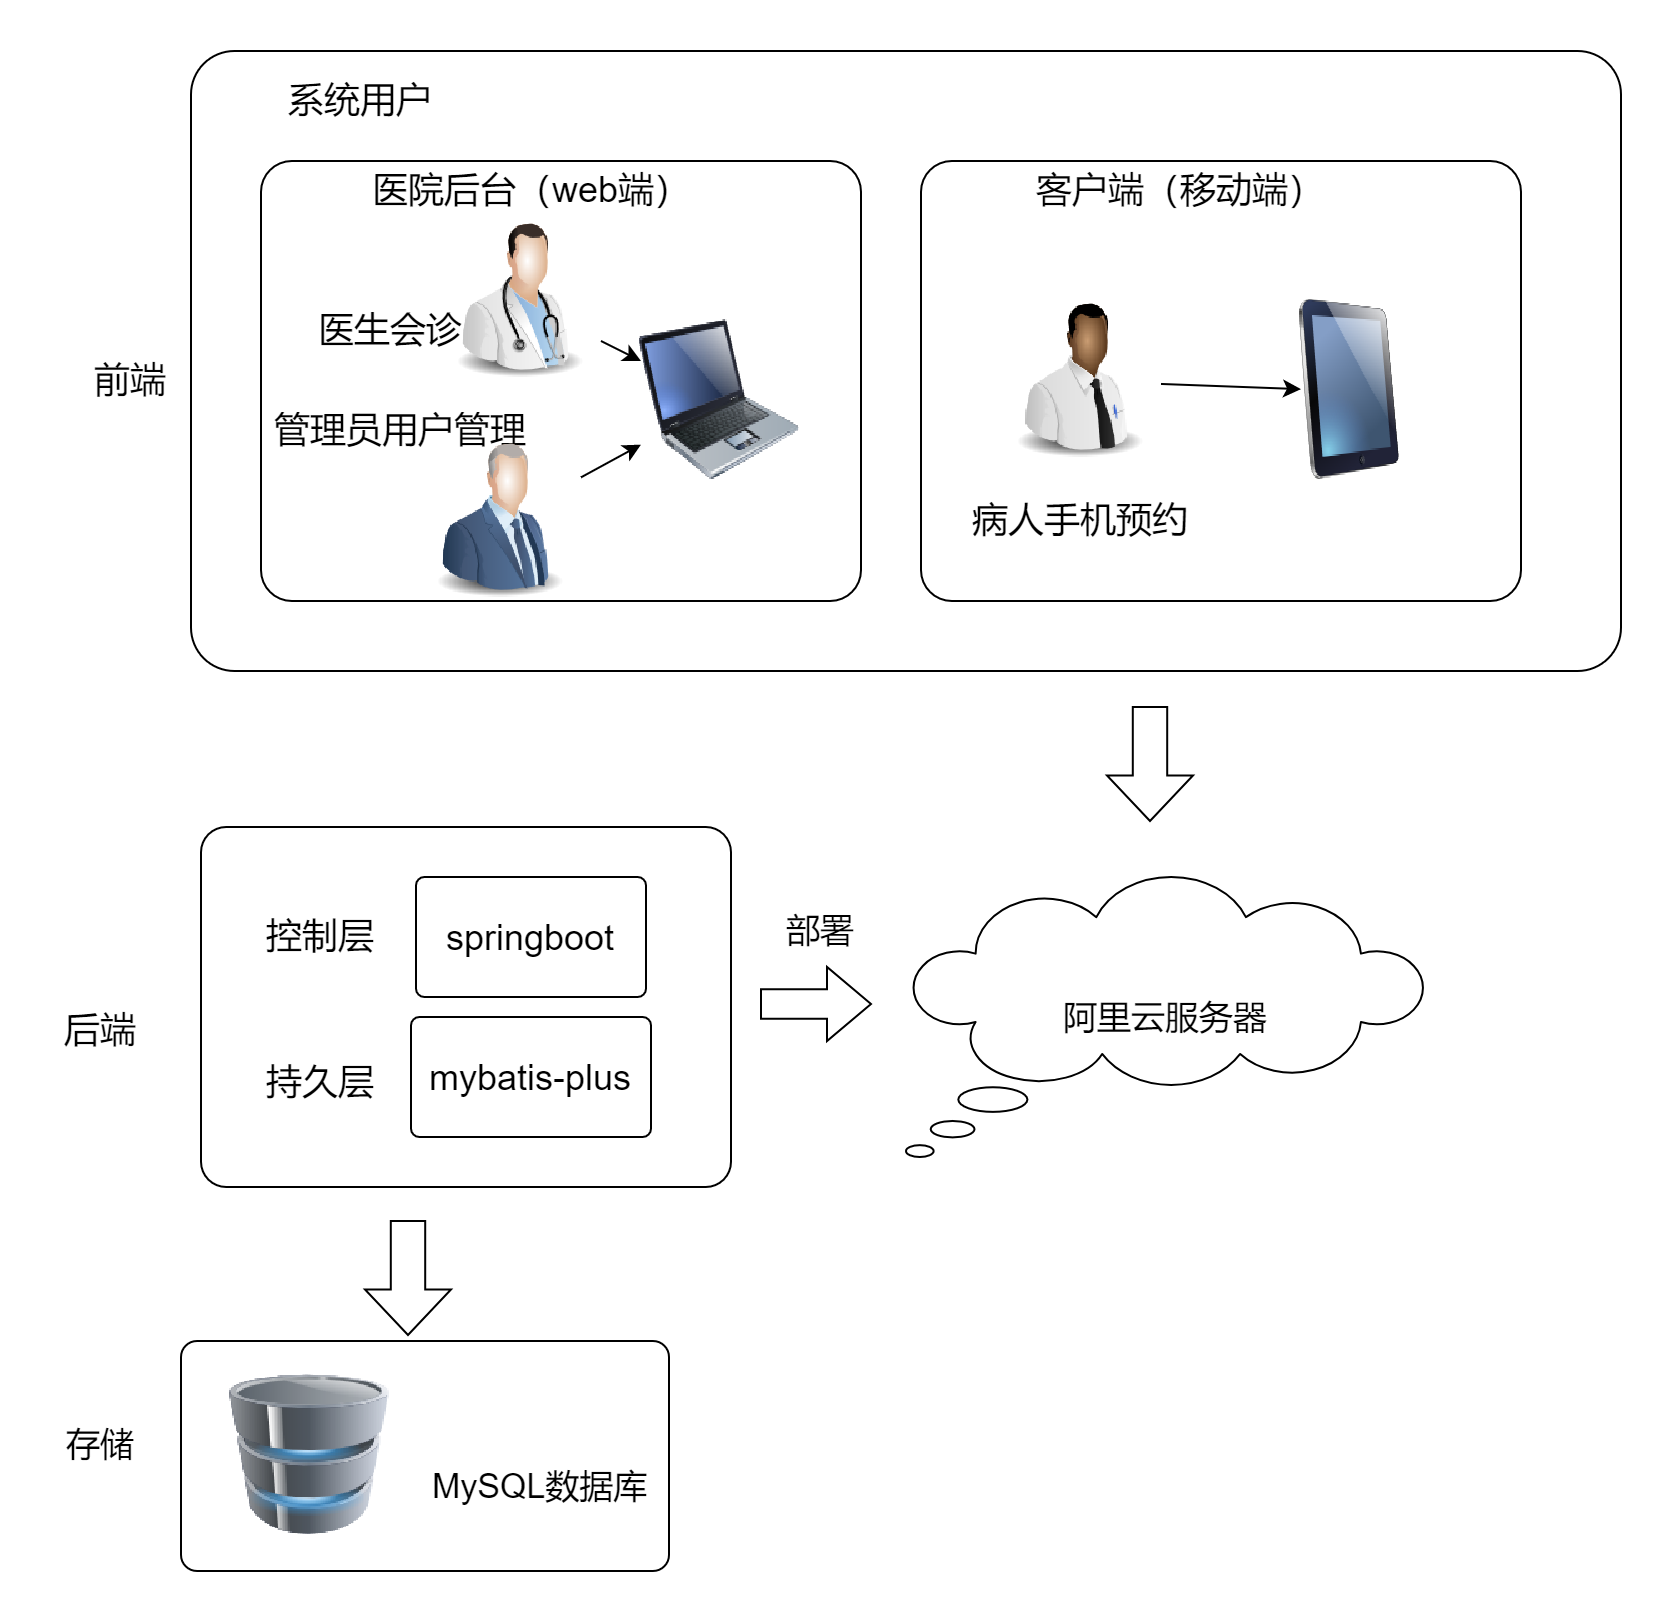 系统用户
医院后台（web端）
客户端（移动端）
医生会诊
前端
管理员用户管理
病人手机预约
控制层
springboot
部署
阿里云服务器
后端
持久层
mybatis-plus
存储
MySQL数据库